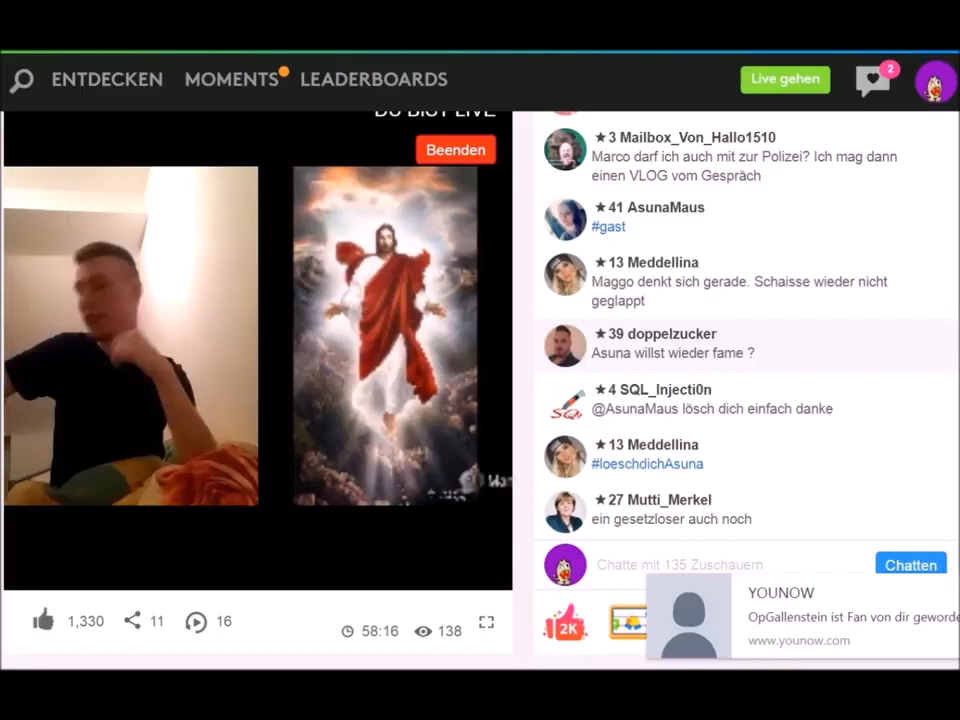 ENTDECKEN MOMENTS LEADERBOARDS Live gehen 2
DU BIST LIVE
Beenden
★3 Mailbox_Von_Hallo1510
Marco darf ich auch mit zur Polizei? Ich mag dann
einen VLOG vom Gespräch
★41 AsunaMaus
#gast
★13 Meddellina
Maggo denkt sich gerade. Schaisse wieder nicht
geglappt
★39 doppelzucker
Asuna willst wieder fame ?
★4 SQL_Injecti0n
@AsunaMaus lösch dich einfach danke
★13 Meddellina
#loeschdichAsuna
★27 Mutti_Merkel
ein gesetzloser auch noch
Chatte mit 135 Zuschauern
Chatten
1,330 11 16
58:16 138
2K
YOUNOW
OpGallenstein ist Fan von dir geworde
www.younow.com